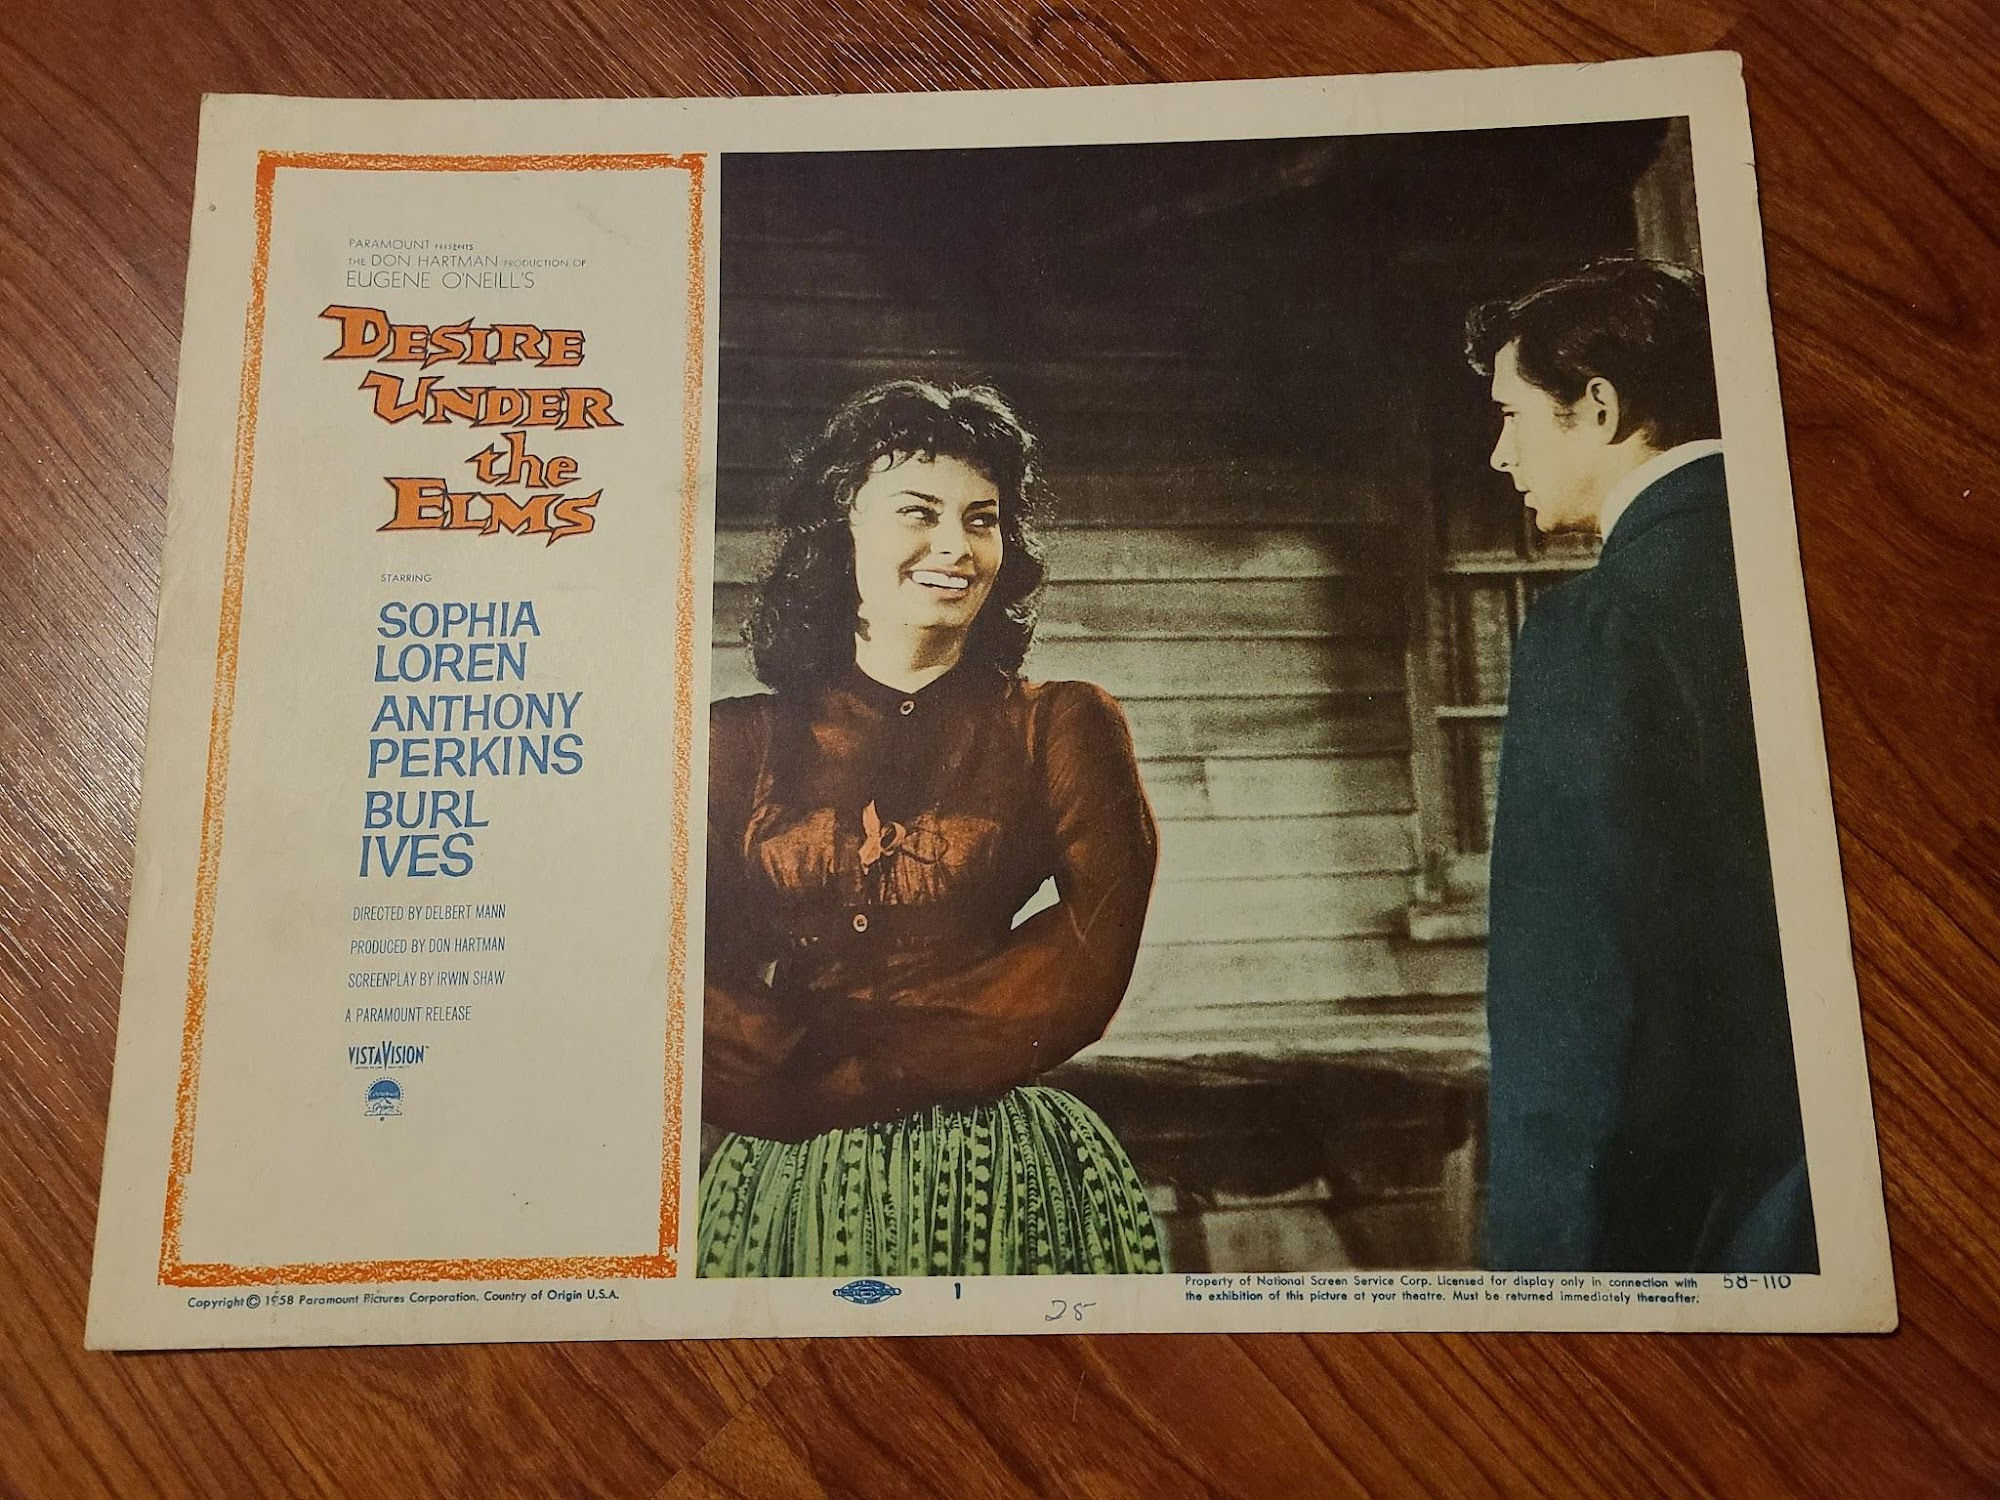 PARAMOUNT PRESENTS
THE DON HARTMAN PRODUCTION OF
EUGENE O'NEILL'S
DESIRE
UNDER
the
ELMS
STARRING
SOPHIA
LOREN
ANTHONY
PERKINS
BURL
IVES
DIRECTED BY DELBERT MANN
PRODUCED BY DON HARTMAN
SCREENPLAY BY IRWIN SHAW
A PARAMOUNT RELEASE
VISTAVISION
Paramount
Copyright © 1958 Paramount Pictures Corporation. Country of Origin U.S.A.
1
28
Property of National Screen Service Corp. Licensed for display only in connection with
the exhibition of this picture at your theatre. Must be returned immediately thereafter.
58-110